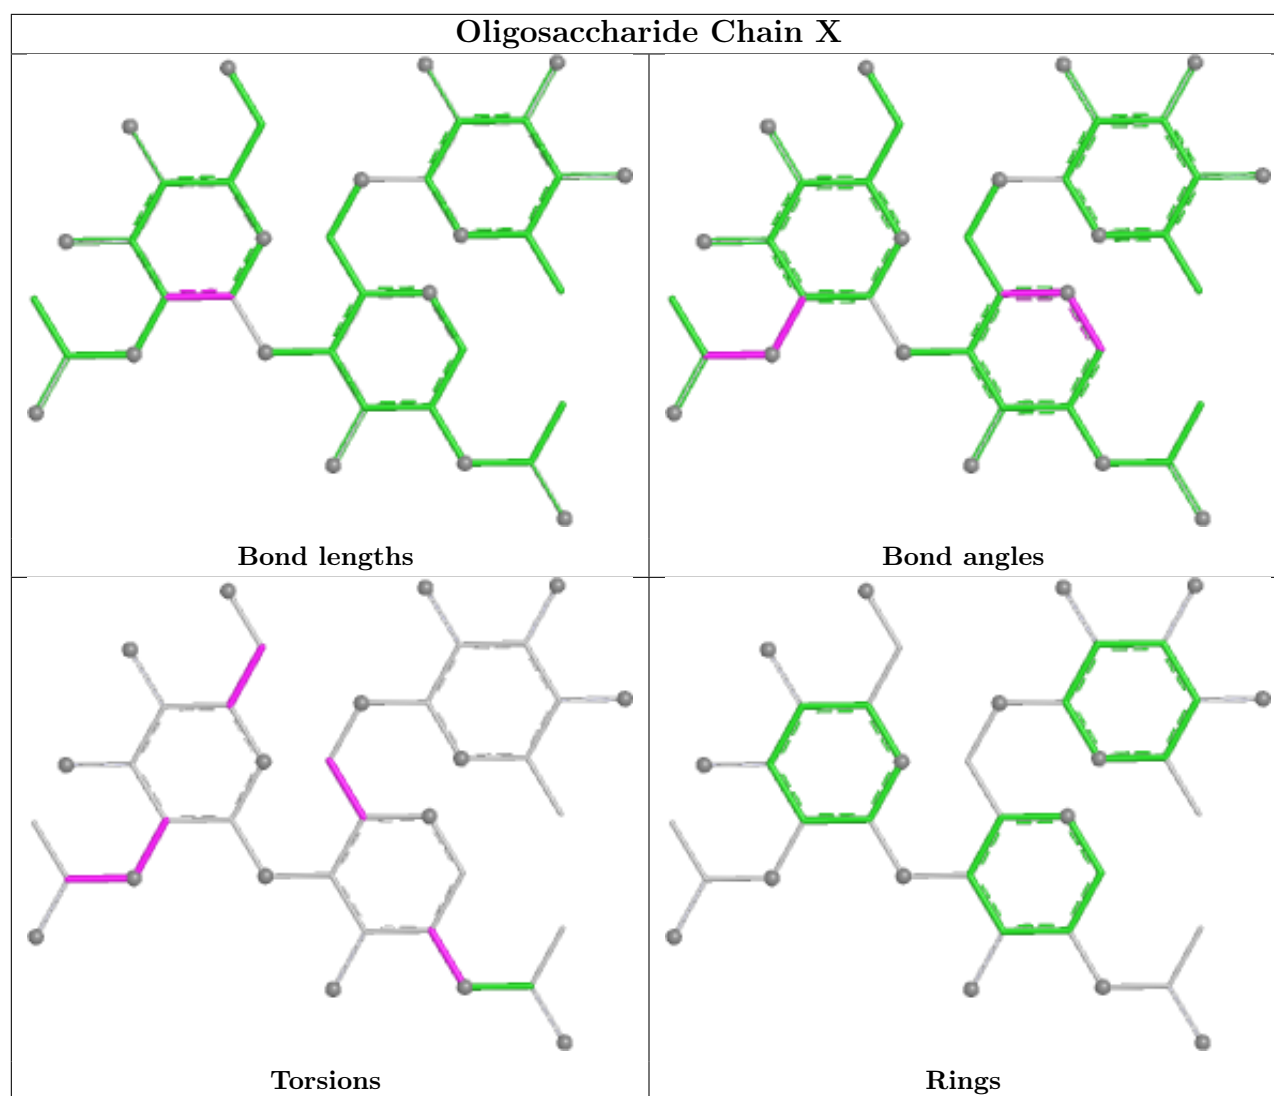 Oligosaccharide Chain X
Bond lengths
Bond angles
Torsions
Rings